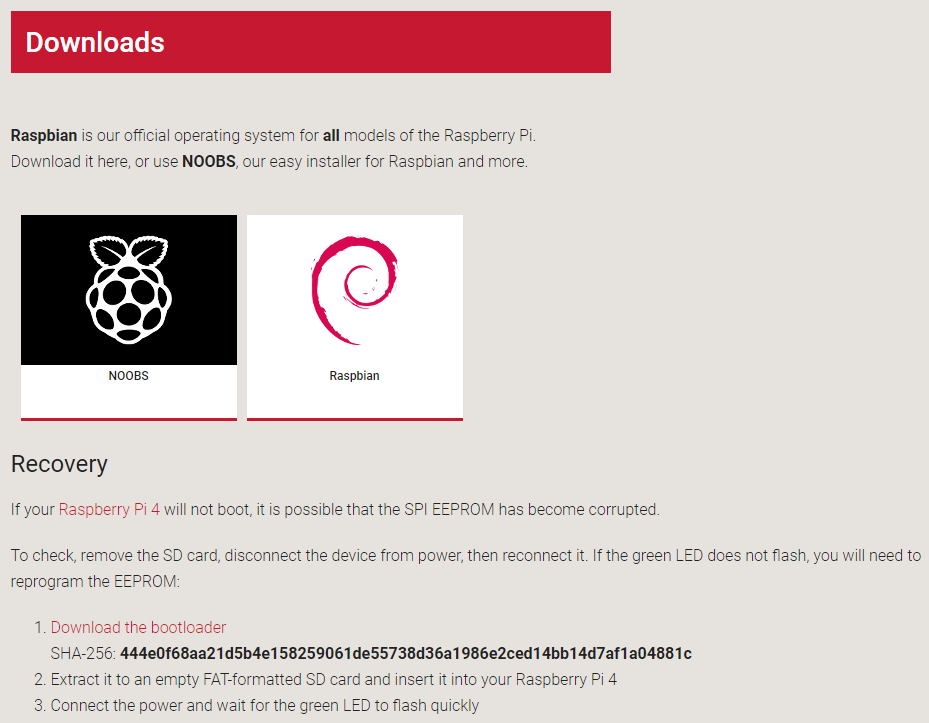 Downloads
Raspbian is our official operating system for all models of the Raspberry Pi.
Download it here, or use NOOBS, our easy installer for Raspbian and more.
NOOBS
Raspbian
Recovery
If your Raspberry Pi 4 will not boot, it is possible that the SPI EEPROM has become corrupted.
To check, remove the SD card, disconnect the device from power, then reconnect it. If the green LED does not flash, you will need to
reprogram the EEPROM:
1. Download the bootloader
SHA-256: 444e0f68aa21d5b4e158259061de55738d36a1986e2ced14bb14d7af1a04881c
2. Extract it to an empty FAT-formatted SD card and insert it into your Raspberry Pi 4
3. Connect the power and wait for the green LED to flash quickly